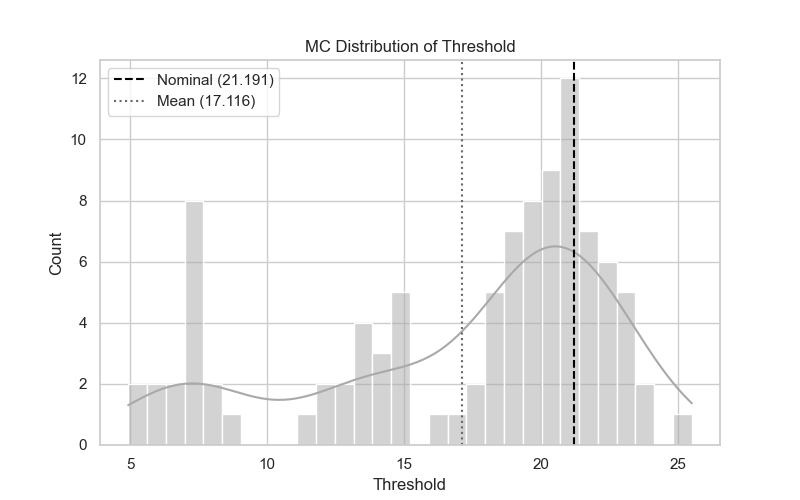 MC Distribution of Threshold
Nominal (21.191)
Mean (17.116)
12
10
8
6
4
2
0
Count
5
10
15
20
25
Threshold